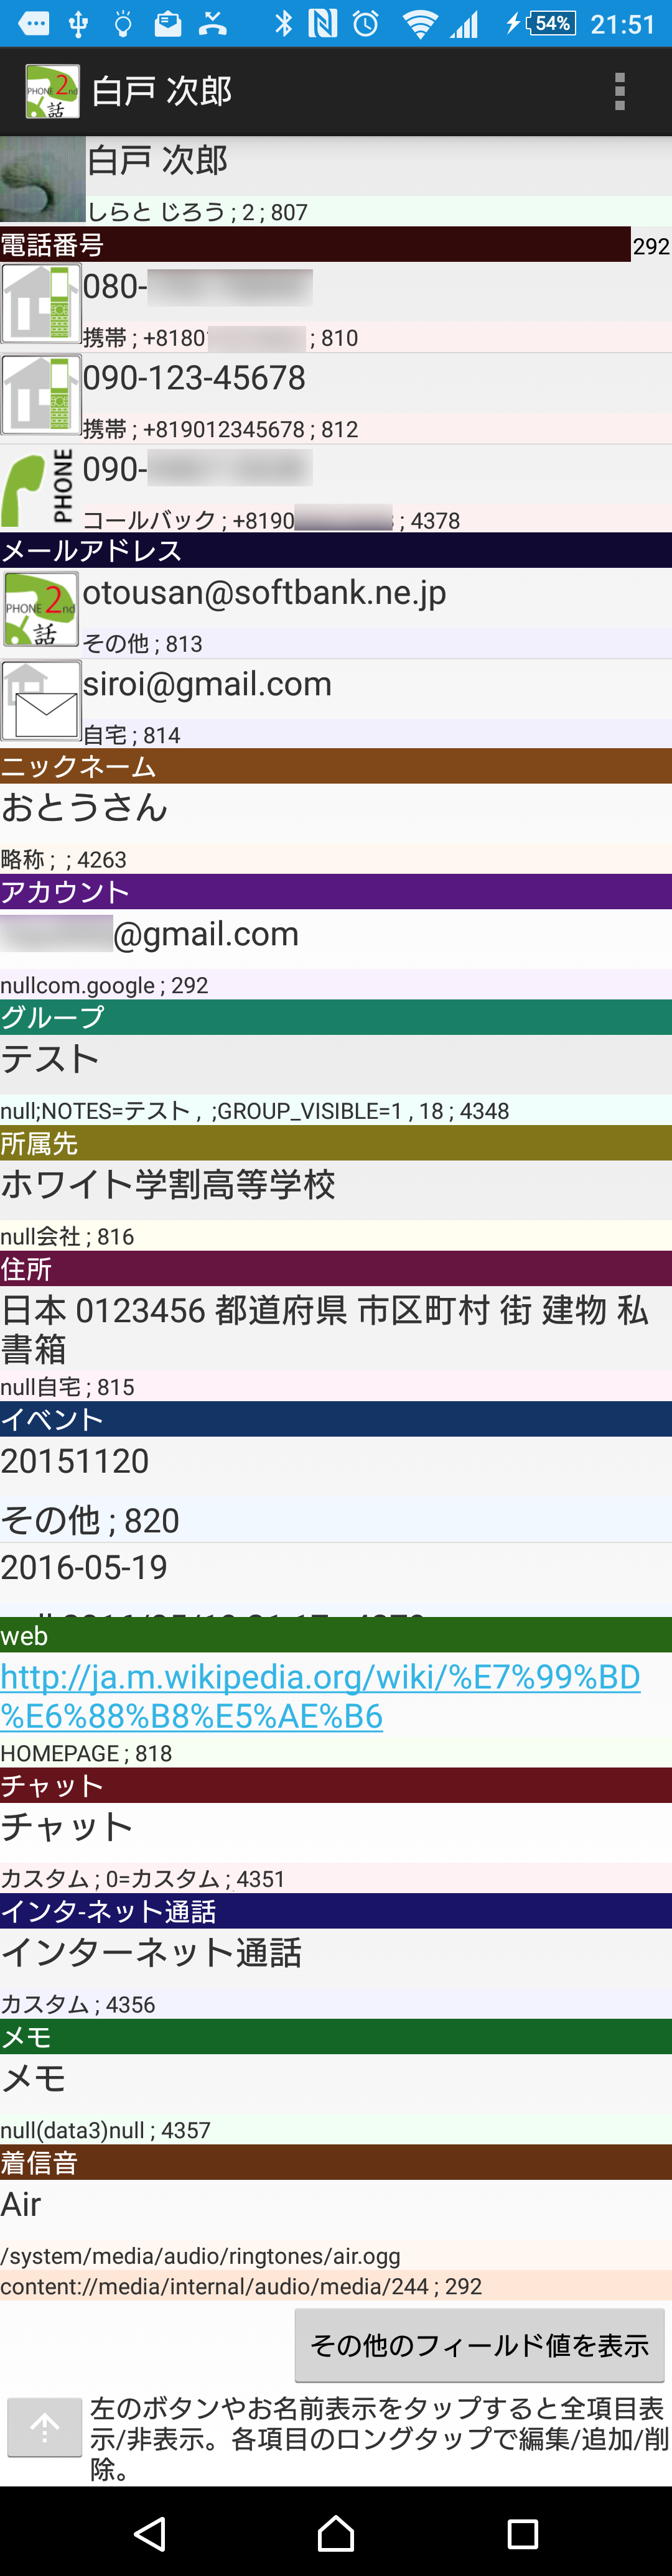 54% 21:51
PHONE 2nd 話 白戸 次郎
白戸 次郎
しらと じろう ; 2 ; 807
電話番号 292
080-
携帯 ; +8180 ; 810
090-123-45678
携帯 ; +819012345678 ; 812
PHONE 090-
コールバック ; +8190 ; 4378
メールアドレス
PHONE 2nd 話 otousan@softbank.ne.jp
その他 ; 813
siroi@gmail.com
自宅 ; 814
ニックネーム
おとうさん
略称 ; ; 4263
アカウント
@gmail.com
nullcom.google ; 292
グループ
テスト
null;NOTES=テスト , ;GROUP_VISIBLE=1 , 18 ; 4348
所属先
ホワイト学割高等学校
null会社 ; 816
住所
日本 0123456 都道府県 市区町村 街 建物 私
書箱
null自宅 ; 815
イベント
20151120
その他 ; 820
2016-05-19
web
http://ja.m.wikipedia.org/wiki/%E7%99%BD
%E6%88%B8%E5%AE%B6
HOMEPAGE ; 818
チャット
チャット
カスタム ; 0=カスタム ; 4351
インタ-ネット通話
インターネット通話
カスタム ; 4356
メモ
メモ
null(data3)null ; 4357
着信音
Air
/system/media/audio/ringtones/air.ogg
content://media/internal/audio/media/244 ; 292
その他のフィールド値を表示
左のボタンやお名前表示をタップすると全項目表
示/非表示。各項目のロングタップで編集/追加/削
除。